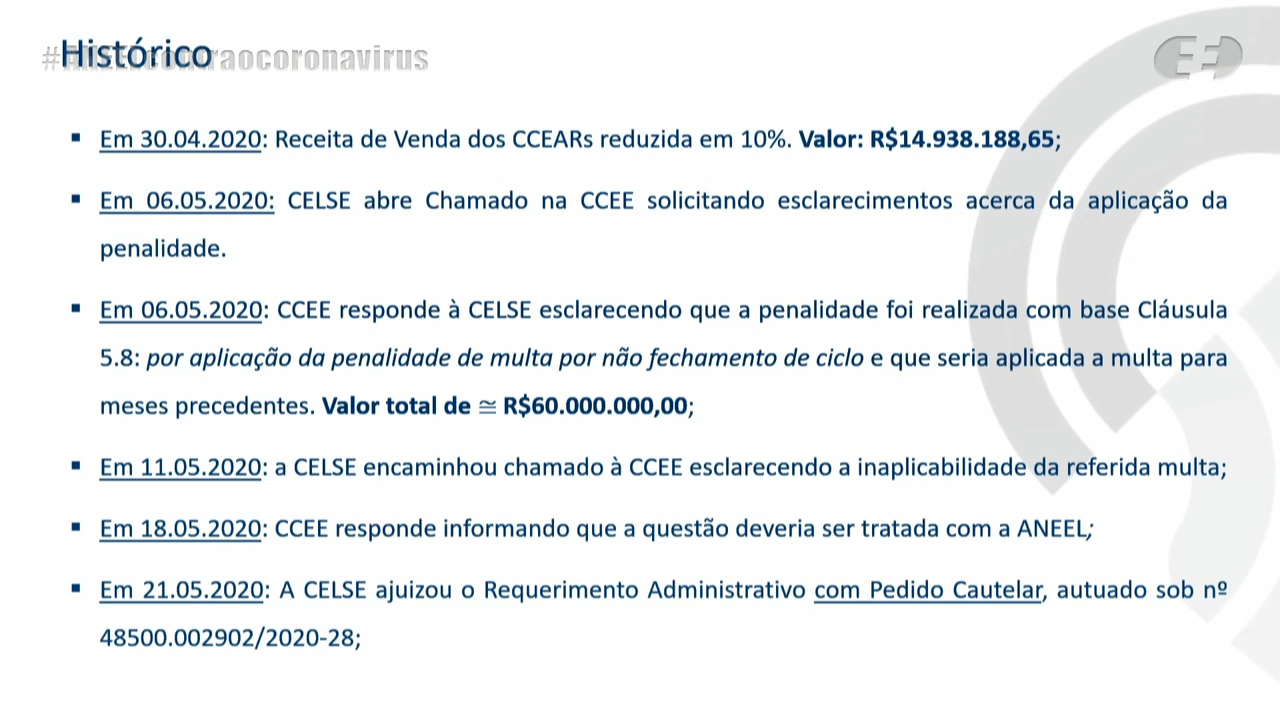 Histórico
#ANEELcontraocoronavirus
▪ Em 30.04.2020: Receita de Venda dos CCEARs reduzida em 10%. Valor: R$14.938.188,65;
▪ Em 06.05.2020: CELSE abre Chamado na CCEE solicitando esclarecimentos acerca da aplicação da
penalidade.
▪ Em 06.05.2020: CCEE responde à CELSE esclarecendo que a penalidade foi realizada com base Cláusula
5.8: por aplicação da penalidade de multa por não fechamento de ciclo e que seria aplicada a multa para
meses precedentes. Valor total de ≅ R$60.000.000,00;
▪ Em 11.05.2020: a CELSE encaminhou chamado à CCEE esclarecendo a inaplicabilidade da referida multa;
▪ Em 18.05.2020: CCEE responde informando que a questão deveria ser tratada com a ANEEL;
▪ Em 21.05.2020: A CELSE ajuizou o Requerimento Administrativo com Pedido Cautelar, autuado sob nº
48500.002902/2020-28;